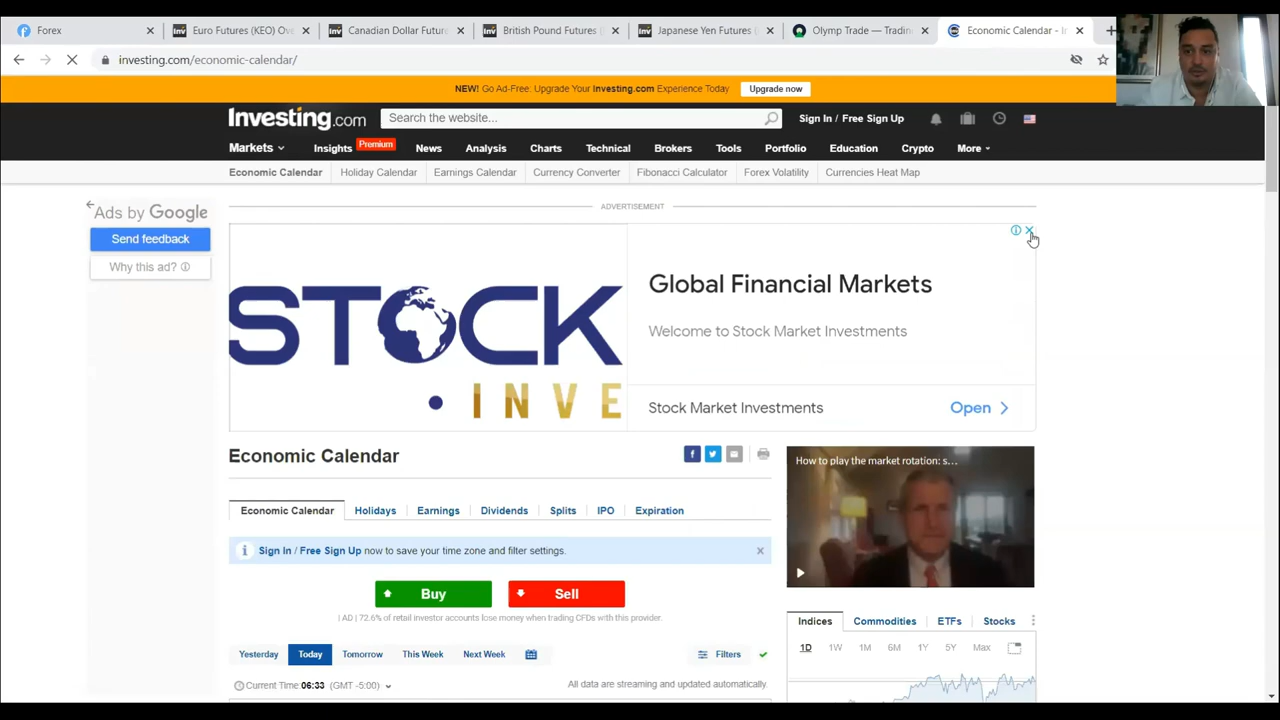 Forex
Euro Futures (KEO) Ov
Canadian Dollar Futur
British Pound Futures
Japanese Yen Futures
Olymp Trade — Tradin
Economic Calendar - I
investing.com/economic-calendar/
NEW! Go Ad-Free: Upgrade Your Investing.com Experience Today
Upgrade now
Investing.com
Search the website...
Sign In / Free Sign Up
Markets
Insights
Premium
News
Analysis
Charts
Technical
Brokers
Tools
Portfolio
Education
Crypto
More
Economic Calendar
Holiday Calendar
Earnings Calendar
Currency Converter
Fibonacci Calculator
Forex Volatility
Currencies Heat Map
ADVERTISEMENT
Ads by Google
Send feedback
Why this ad?
STOCK
INVE
Global Financial Markets
Welcome to Stock Market Investments
Stock Market Investments
Open
Economic Calendar
How to play the market rotation: s...
Economic Calendar
Holidays
Earnings
Dividends
Splits
IPO
Expiration
Sign In / Free Sign Up now to save your time zone and filter settings.
Buy
Sell
| AD | 72.6% of retail investor accounts lose money when trading CFDs with this provider.
Indices
Commodities
ETFs
Stocks
1D
1W
1M
6M
1Y
5Y
Max
Yesterday
Today
Tomorrow
This Week
Next Week
Filters
Current Time: 06:33 (GMT -5:00)
All data are streaming and updated automatically.